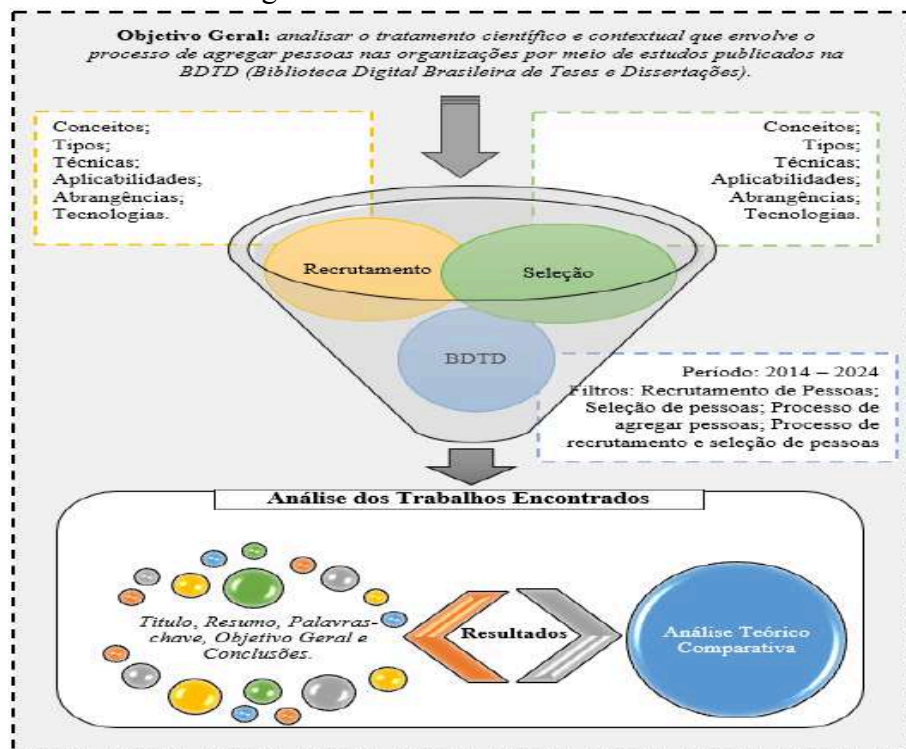 Objetivo Geral: analisar o tratamento científico e contextual que envolve o
processo de agregar pessoas nas organizações por meio de estudos publicados na
BDTD (Biblioteca Digital Brasileira de Teses e Dissertações).
Conceitos;
Tipos;
Técnicas;
Aplicabilidades;
Abrangências;
Tecnologias.
Conceitos;
Tipos;
Técnicas;
Aplicabilidades;
Abrangências;
Tecnologias.
Recrutamento
Seleção
BDTD
Período: 2014 – 2024
Filtros: Recrutamento de Pessoas;
Seleção de pessoas; Processo de
agregar pessoas; Processo de
recrutamento e seleção de pessoas
Análise dos Trabalhos Encontrados
Título, Resumo, Palavras-
chave, Objetivo Geral e
Conclusões.
Resultados
Análise Teórico
Comparativa